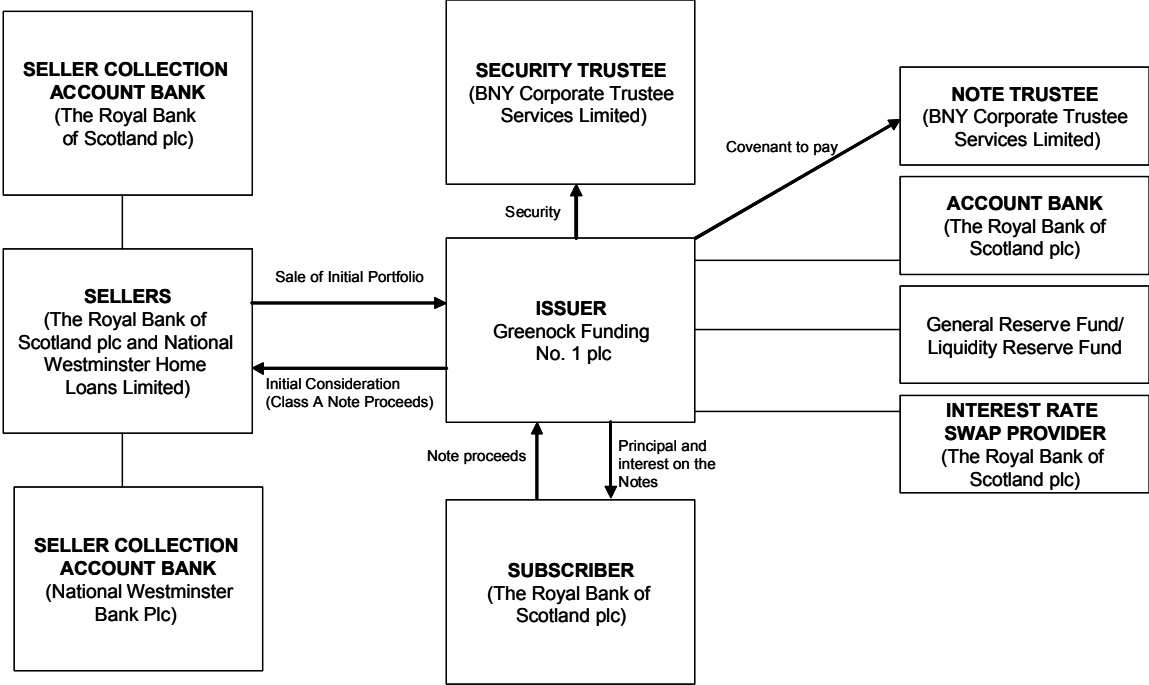 SELLER COLLECTION
ACCOUNT BANK
(The Royal Bank
of Scotland plc)
SECURITY TRUSTEE
(BNY Corporate Trustee
Services Limited)
NOTE TRUSTEE
(BNY Corporate Trustee
Services Limited)
Covenant to pay
ACCOUNT BANK
(The Royal Bank of
Scotland plc)
Security
SELLERS
(The Royal Bank of
Scotland plc and National
Westminster Home
Loans Limited)
Sale of Initial Portfolio
Initial Consideration
(Class A Note Proceeds)
ISSUER
Greenock Funding
No. 1 plc
General Reserve Fund/
Liquidity Reserve Fund
INTEREST RATE
SWAP PROVIDER
(The Royal Bank of
Scotland plc)
Note proceeds
Principal and
interest on the
Notes
SELLER COLLECTION
ACCOUNT BANK
(National Westminster
Bank Plc)
SUBSCRIBER
(The Royal Bank of
Scotland plc)